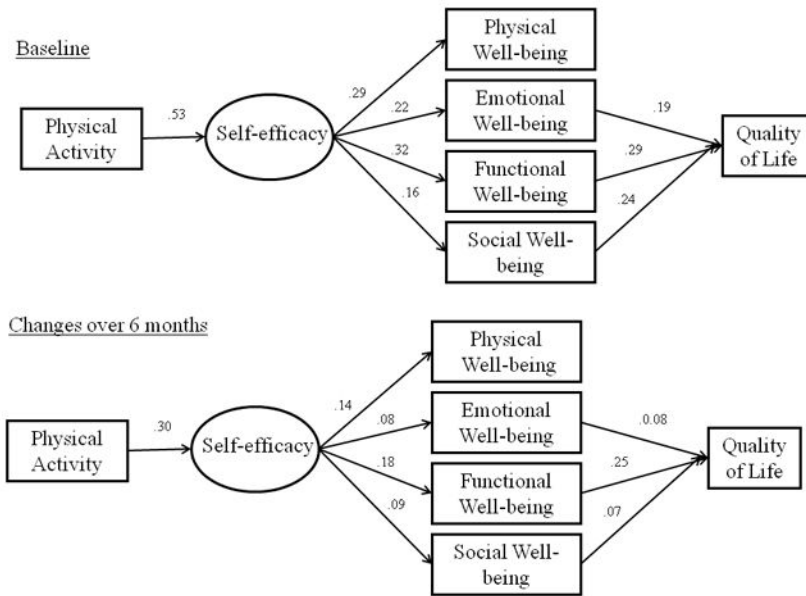 Baseline
Physical
Well-being
.29
.53
.22
Emotional
Well-being
.19
Physical
Activity
Self-efficacy
Quality
of Life
.32
Functional
Well-being
.29
.16
.24
Social Well-
being
Changes over 6 months
Physical
Well-being
.14
.30
.08
Emotional
Well-being
.0.08
Physical
Activity
Self-efficacy
Quality
of Life
.18
Functional
Well-being
.25
.09
.07
Social Well-
being